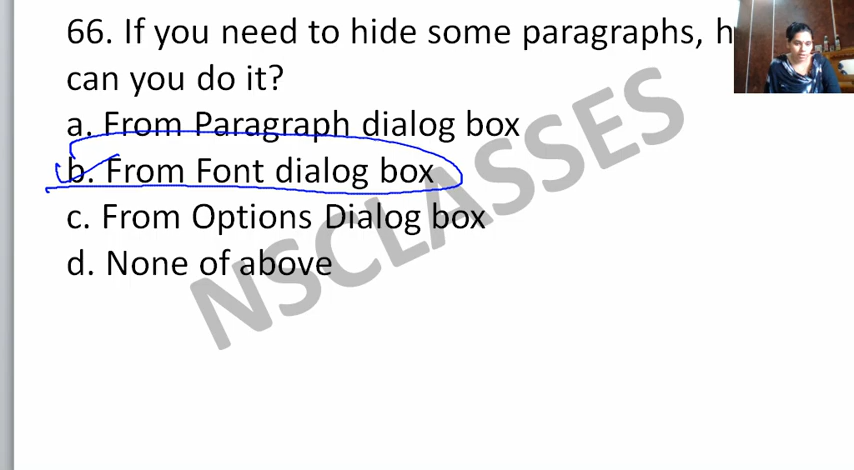 66. If you need to hide some paragraphs, h
can you do it?
a. From Paragraph dialog box
b. From Font dialog box
c. From Options Dialog box
d. None of above
NSCLASSES